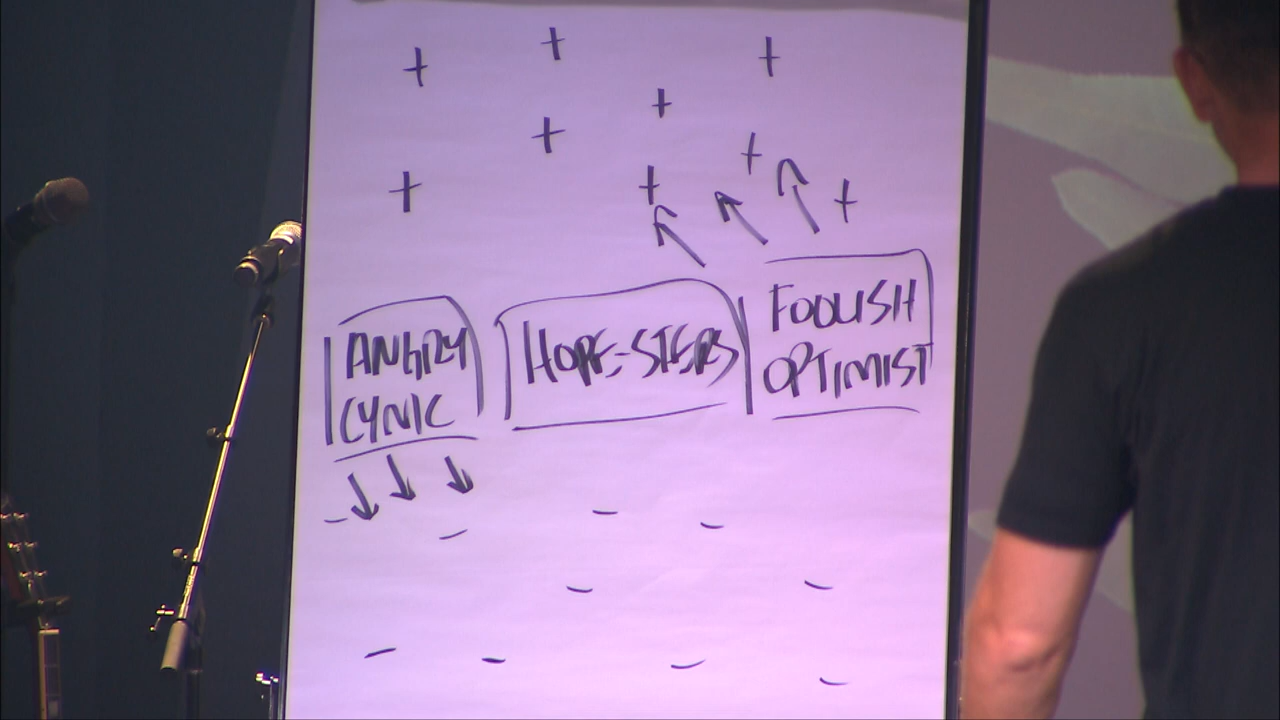 + + +
+
+ +
+ + +
ANGRY
CYNIC
HOPE-STERS
FOOLISH
OPTIMIST
- -
- -
- -
- - - -